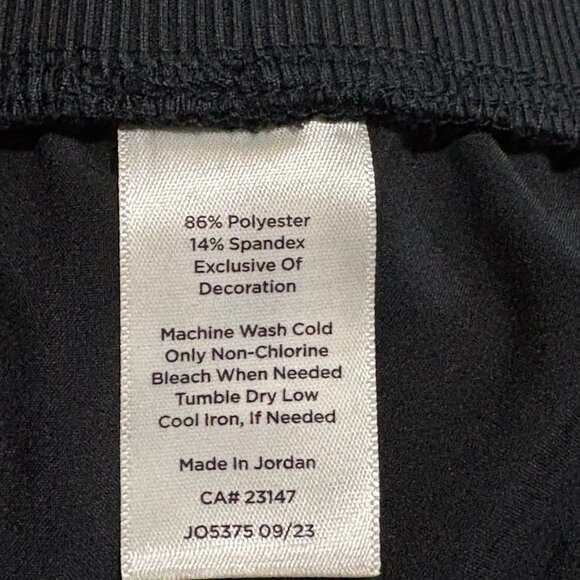 86% Polyester
14% Spandex
Exclusive Of
Decoration
Machine Wash Cold
Only Non-Chlorine
Bleach When Needed
Tumble Dry Low
Cool Iron, If Needed
Made In Jordan
CA# 23147
JO5375 09/23